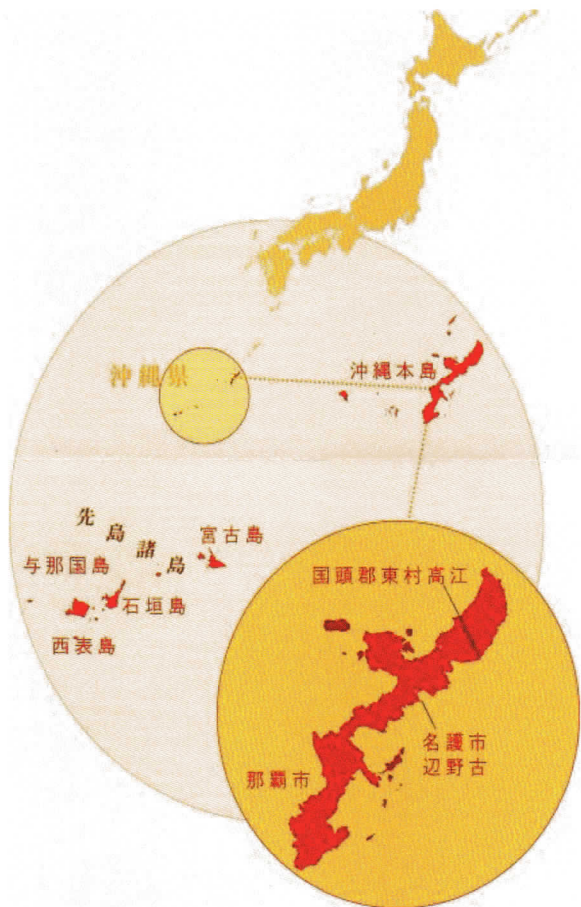 沖縄県
沖縄本島
先島諸島
宮古島
与那国島
石垣島
西表島
国頭郡東村高江
名護市
辺野古
那覇市